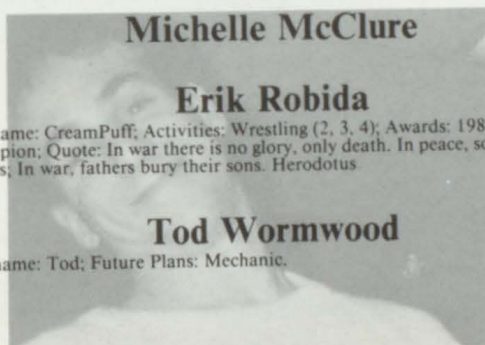 Michelle McClure
Erik Robida
ame: CreamPuff; Activities: Wrestling (2, 3, 4); Awards: 198
pion; Quote: In war there is no glory, only death. In peace, so
s; In war, fathers bury their sons. Herodotus
Tod Wormwood
name: Tod; Future Plans: Mechanic.